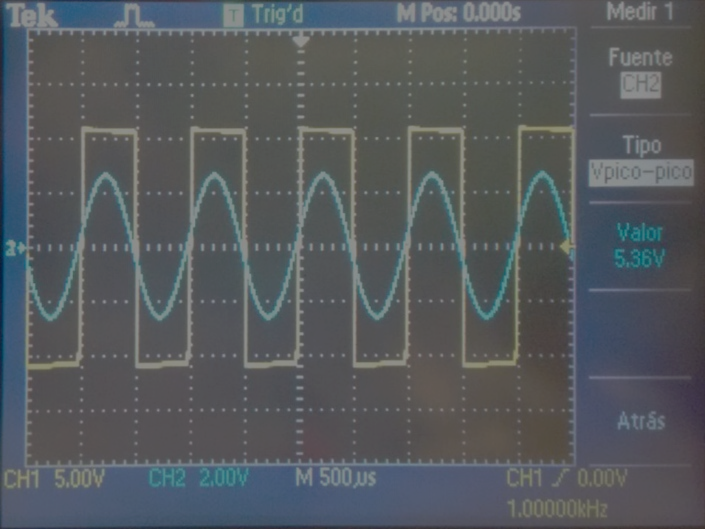 Tek T Trig'd M Pos: 0.000s Medir 1
Fuente
CH2
Tipo
Vpico-pico
Valor
5.36V
Atrás
2
CH1 5.00V CH2 2.00V M 500µs CH1 0.00V
1.00000kHz